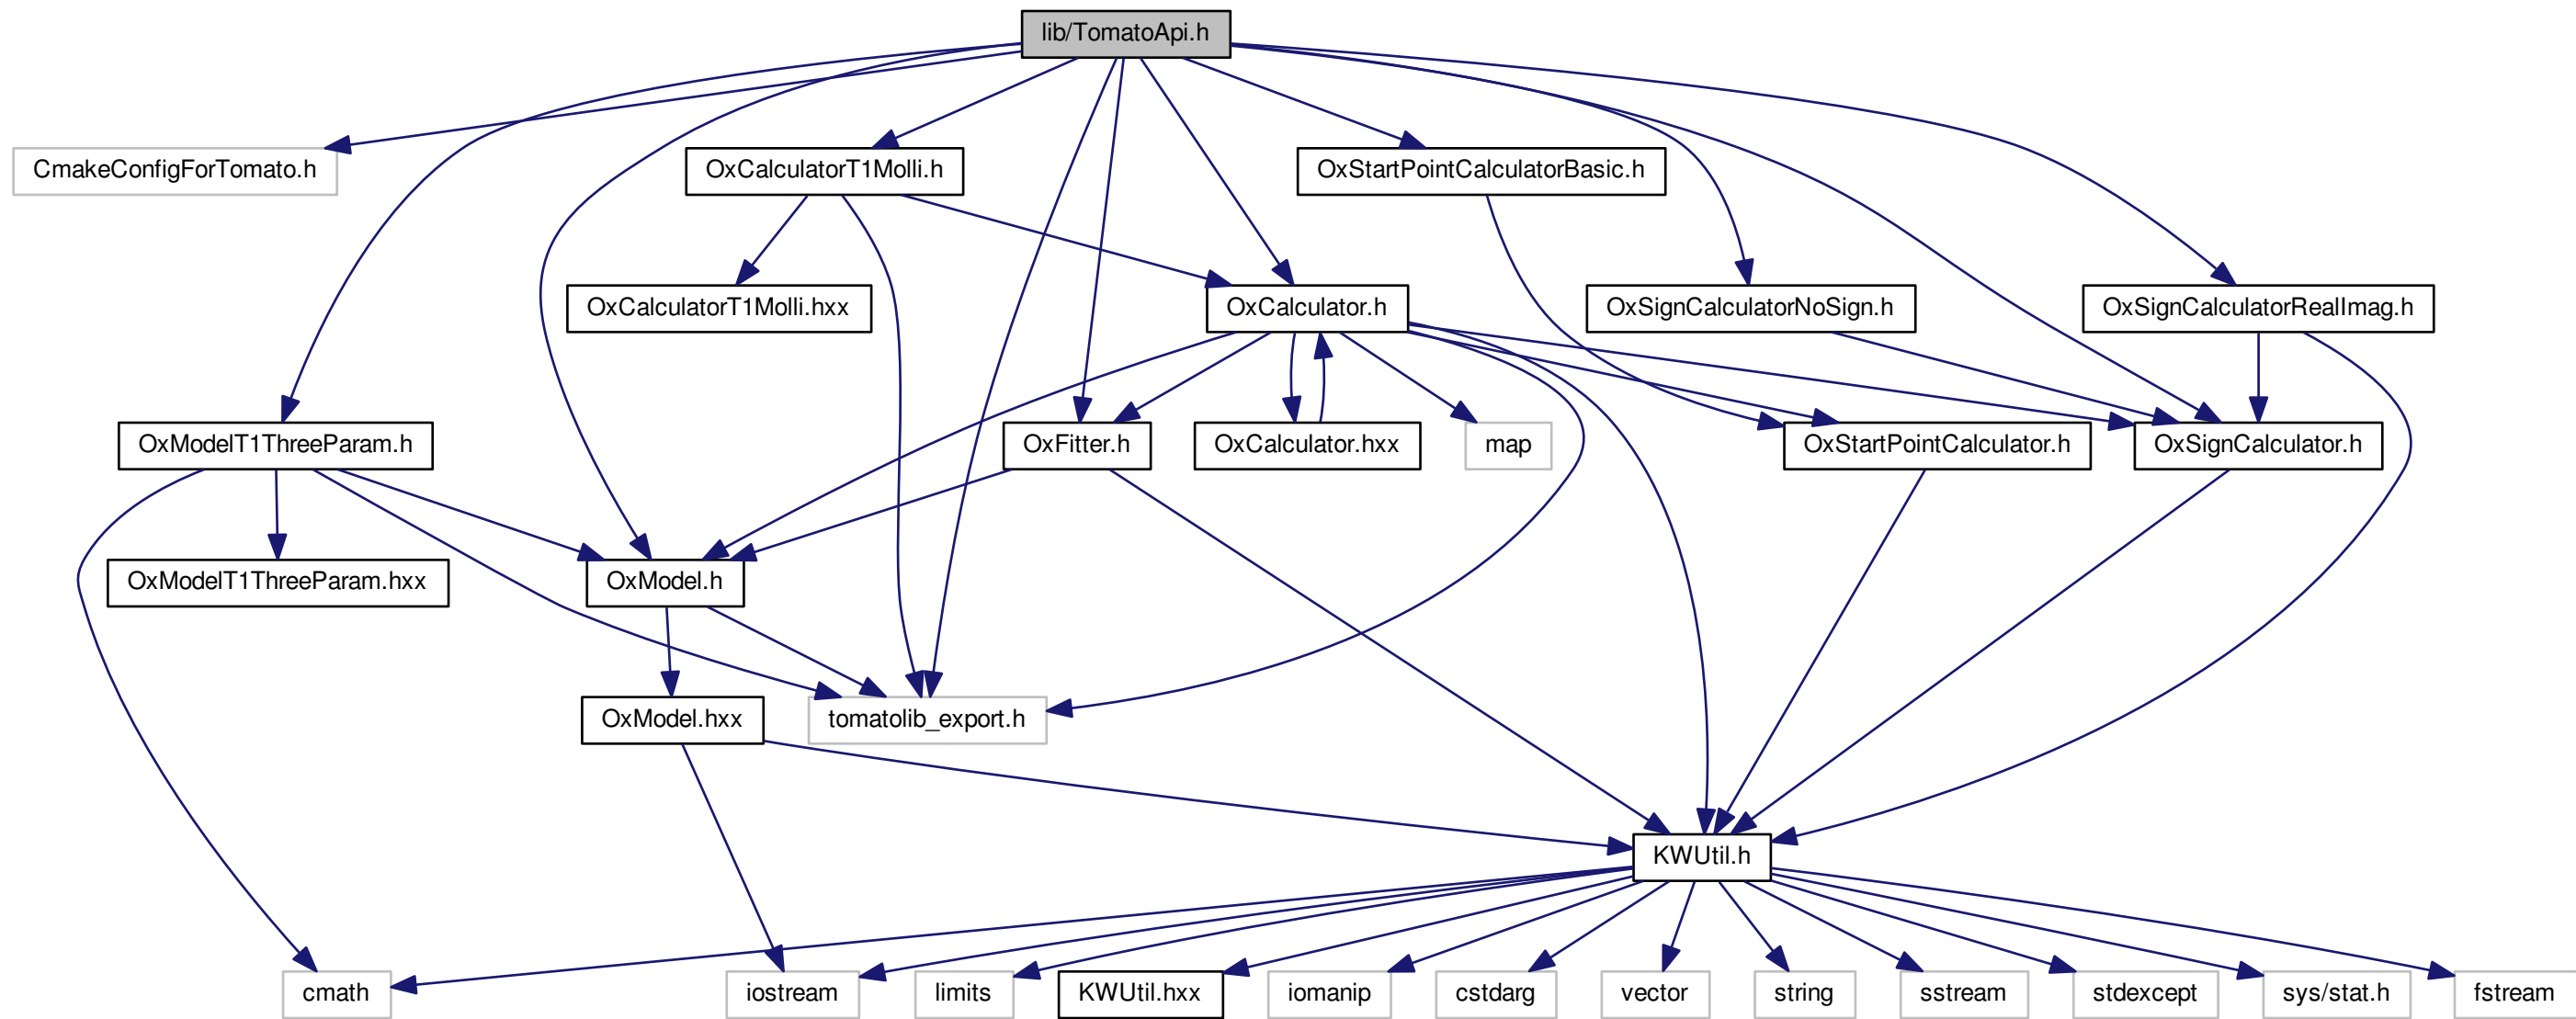 lib/TomatoApi.h
CmakeConfigForTomato.h
OxCalculatorT1Molli.h
OxStartPointCalculatorBasic.h
OxCalculatorT1Molli.hxx
OxCalculator.h
OxSignCalculatorNoSign.h
OxSignCalculatorRealImag.h
OxModelT1ThreeParam.h
OxFitter.h
OxCalculator.hxx
map
OxStartPointCalculator.h
OxSignCalculator.h
OxModelT1ThreeParam.hxx
OxModel.h
OxModel.hxx
tomatolib_export.h
KWUtil.h
cmath
iostream
limits
KWUtil.hxx
iomanip
cstdarg
vector
string
sstream
stdexcept
sys/stat.h
fstream